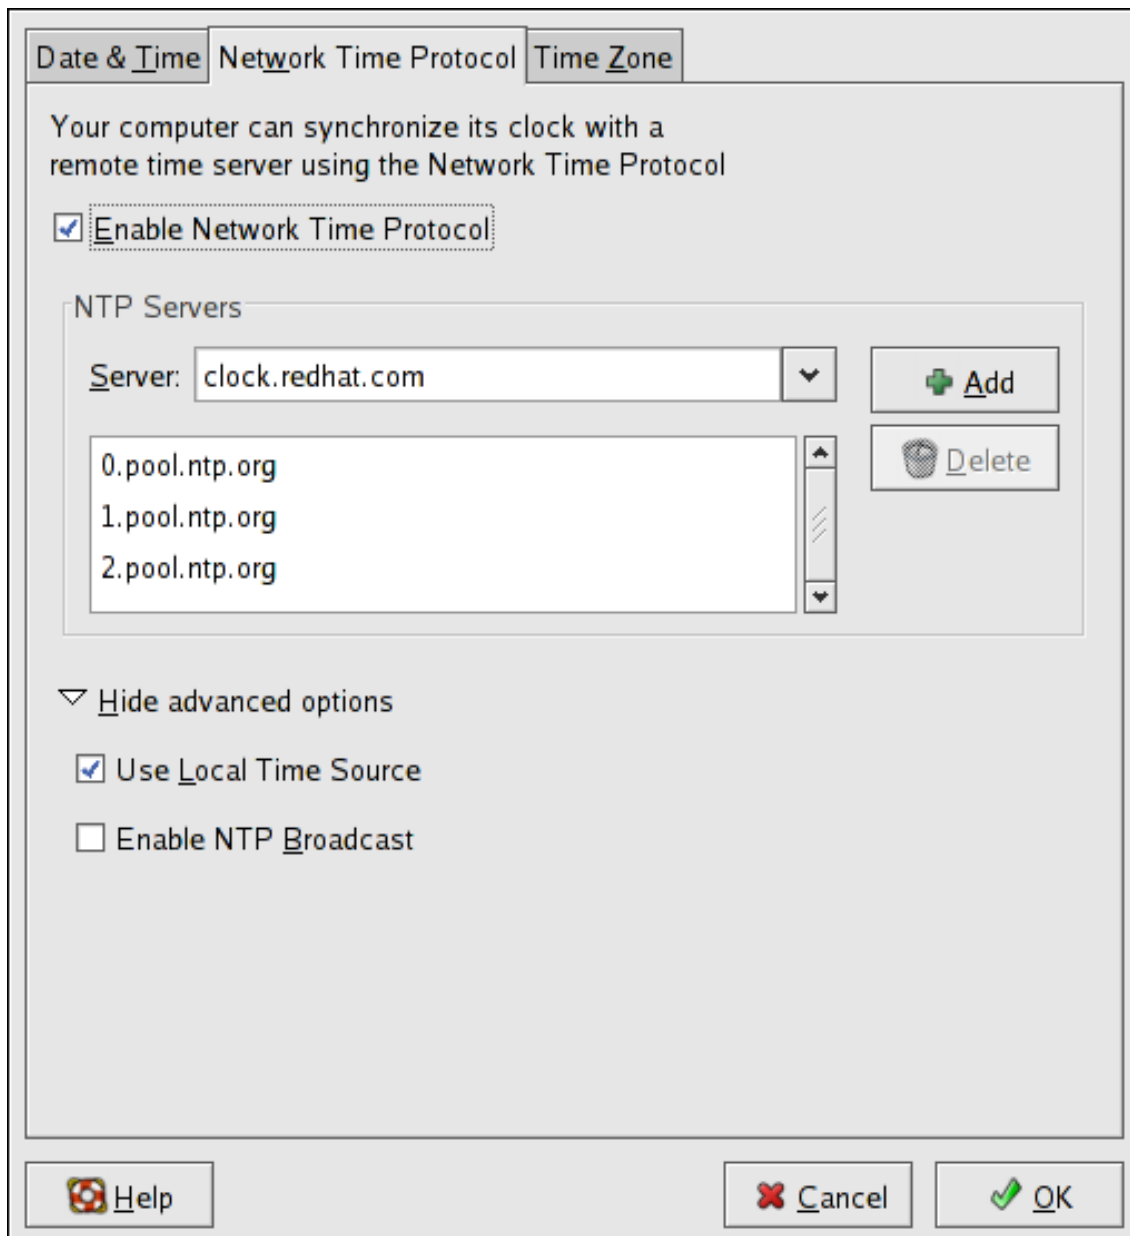 Date & Time
Network Time Protocol
Time Zone
Your computer can synchronize its clock with a
remote time server using the Network Time Protocol
Enable Network Time Protocol
NTP Servers
Server: clock.redhat.com
Add
0.pool.ntp.org
1.pool.ntp.org
2.pool.ntp.org
Delete
Hide advanced options
Use Local Time Source
Enable NTP Broadcast
Help
Cancel
OK